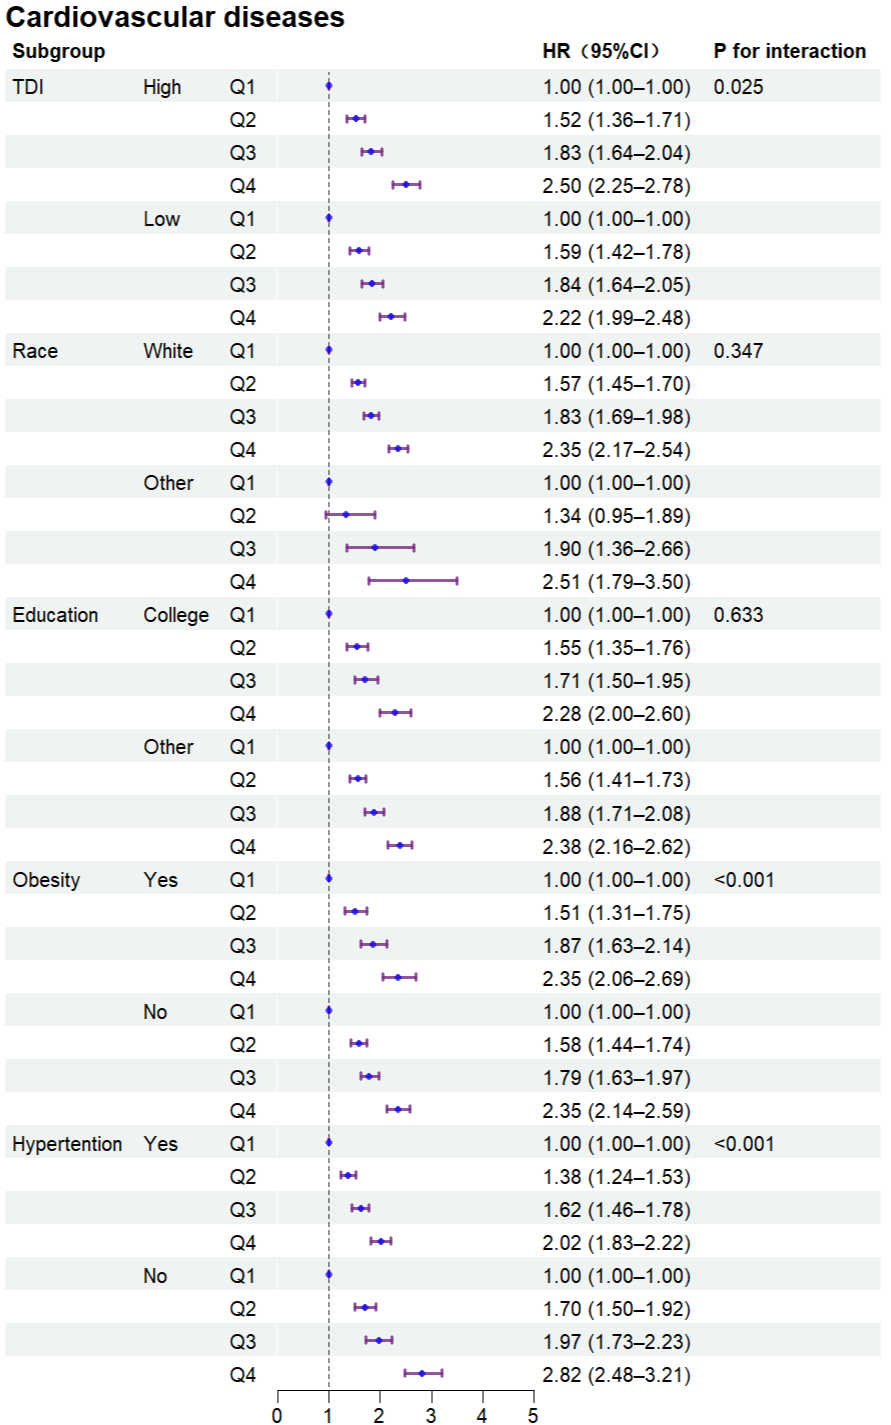 Cardiovascular diseases
Subgroup HR（95%CI） P for interaction
TDI High Q1 1.00 (1.00–1.00) 0.025
Q2 1.52 (1.36–1.71)
Q3 1.83 (1.64–2.04)
Q4 2.50 (2.25–2.78)
Low Q1 1.00 (1.00–1.00)
Q2 1.59 (1.42–1.78)
Q3 1.84 (1.64–2.05)
Q4 2.22 (1.99–2.48)
Race White Q1 1.00 (1.00–1.00) 0.347
Q2 1.57 (1.45–1.70)
Q3 1.83 (1.69–1.98)
Q4 2.35 (2.17–2.54)
Other Q1 1.00 (1.00–1.00)
Q2 1.34 (0.95–1.89)
Q3 1.90 (1.36–2.66)
Q4 2.51 (1.79–3.50)
Education College Q1 1.00 (1.00–1.00) 0.633
Q2 1.55 (1.35–1.76)
Q3 1.71 (1.50–1.95)
Q4 2.28 (2.00–2.60)
Other Q1 1.00 (1.00–1.00)
Q2 1.56 (1.41–1.73)
Q3 1.88 (1.71–2.08)
Q4 2.38 (2.16–2.62)
Obesity Yes Q1 1.00 (1.00–1.00) <0.001
Q2 1.51 (1.31–1.75)
Q3 1.87 (1.63–2.14)
Q4 2.35 (2.06–2.69)
No Q1 1.00 (1.00–1.00)
Q2 1.58 (1.44–1.74)
Q3 1.79 (1.63–1.97)
Q4 2.35 (2.14–2.59)
Hypertention Yes Q1 1.00 (1.00–1.00) <0.001
Q2 1.38 (1.24–1.53)
Q3 1.62 (1.46–1.78)
Q4 2.02 (1.83–2.22)
No Q1 1.00 (1.00–1.00)
Q2 1.70 (1.50–1.92)
Q3 1.97 (1.73–2.23)
Q4 2.82 (2.48–3.21)
0 1 2 3 4 5